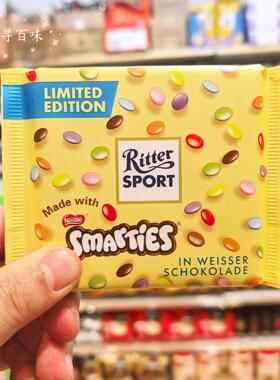 寻百味
LIMITED
EDITION
Ritter
SPORT
Made with
Nestlé
SMARTIES
IN WEISSER
SCHOKOLADE